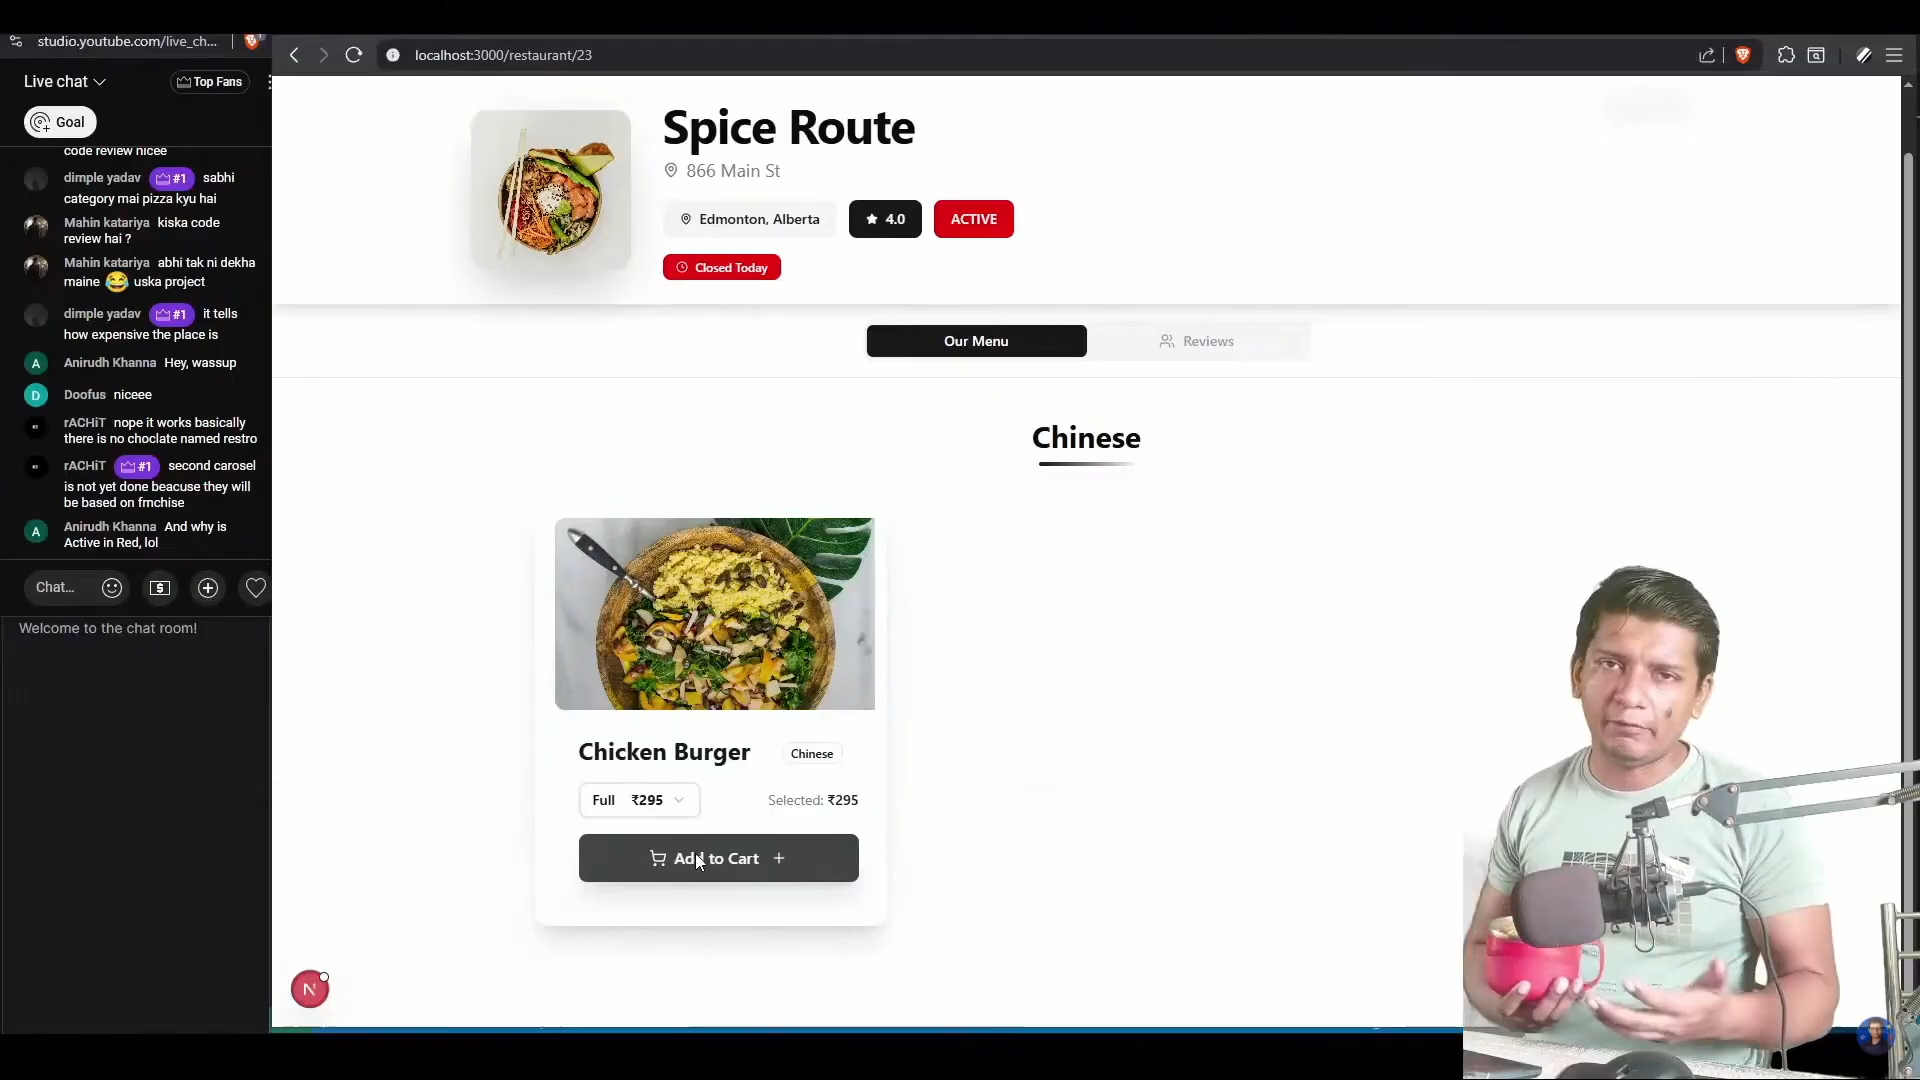 studio.youtube.com/live_ch...
localhost:3000/restaurant/23
Live chat
Top Fans
Goal
code review nicee
dimple yadav #1 sabhi
category mai pizza kyu hai
Mahin katariya kiska code
review hai ?
Mahin katariya abhi tak ni dekha
maine 😂 uska project
dimple yadav #1 it tells
how expensive the place is
A Anirudh Khanna Hey, wassup
D Doofus niceee
rACHiT nope it works basically
there is no choclate named restro
rACHiT #1 second carosel
is not yet done beacuse they will
be based on frnchise
A Anirudh Khanna And why is
Active in Red, lol
Chat...
Welcome to the chat room!
Spice Route
866 Main St
Edmonton, Alberta
4.0
ACTIVE
Closed Today
Our Menu
Reviews
Chinese
Chicken Burger
Chinese
Full ₹295
Selected: ₹295
Add to Cart +
N